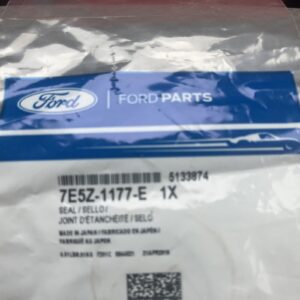 Ford FORD PARTS
5133874
7E5Z-1177-E 1X
SEAL / SELLO /
JOINT D'ETANCHEITE / SELO
MADE IN JAPAN / FABRICADO EN JAPON /
FABRIQUE AU JAPON